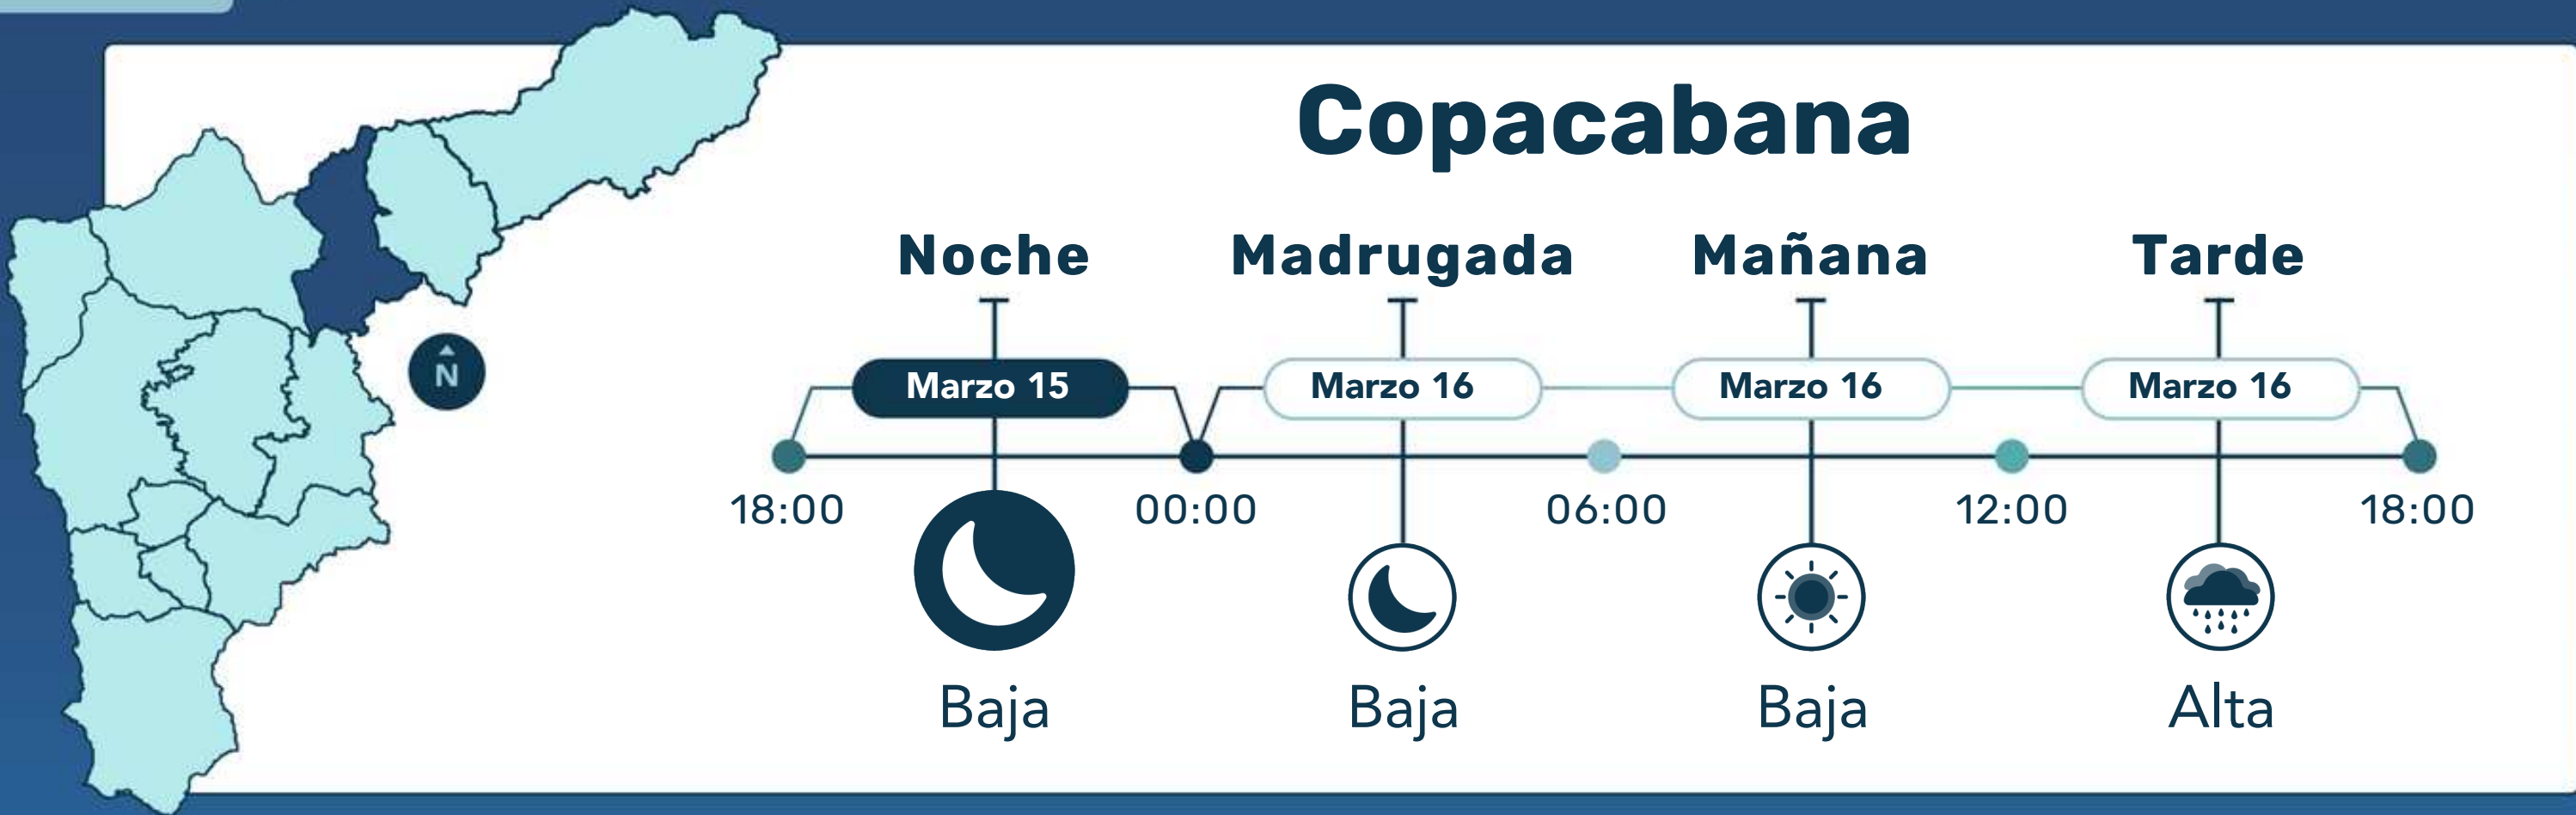 Copacabana
Noche Madrugada Mañana Tarde
N
Marzo 15 Marzo 16 Marzo 16 Marzo 16
18:00 00:00 06:00 12:00 18:00
Baja Baja Baja Alta